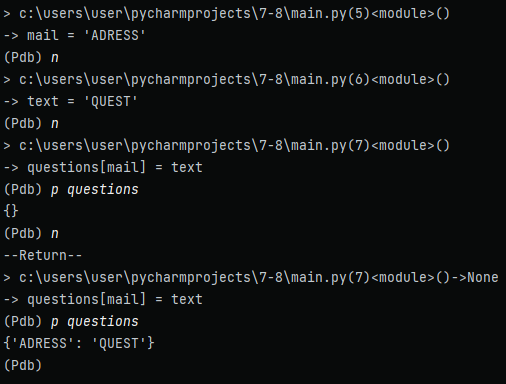 > c:\users\user\pycharmprojects\7-8\main.py(5)<module>()
-> mail = 'ADRESS'
(Pdb) n
> c:\users\user\pycharmprojects\7-8\main.py(6)<module>()
-> text = 'QUEST'
(Pdb) n
> c:\users\user\pycharmprojects\7-8\main.py(7)<module>()
-> questions[mail] = text
(Pdb) p questions
{}
(Pdb) n
--Return--
> c:\users\user\pycharmprojects\7-8\main.py(7)<module>()->None
-> questions[mail] = text
(Pdb) p questions
{'ADRESS': 'QUEST'}
(Pdb)